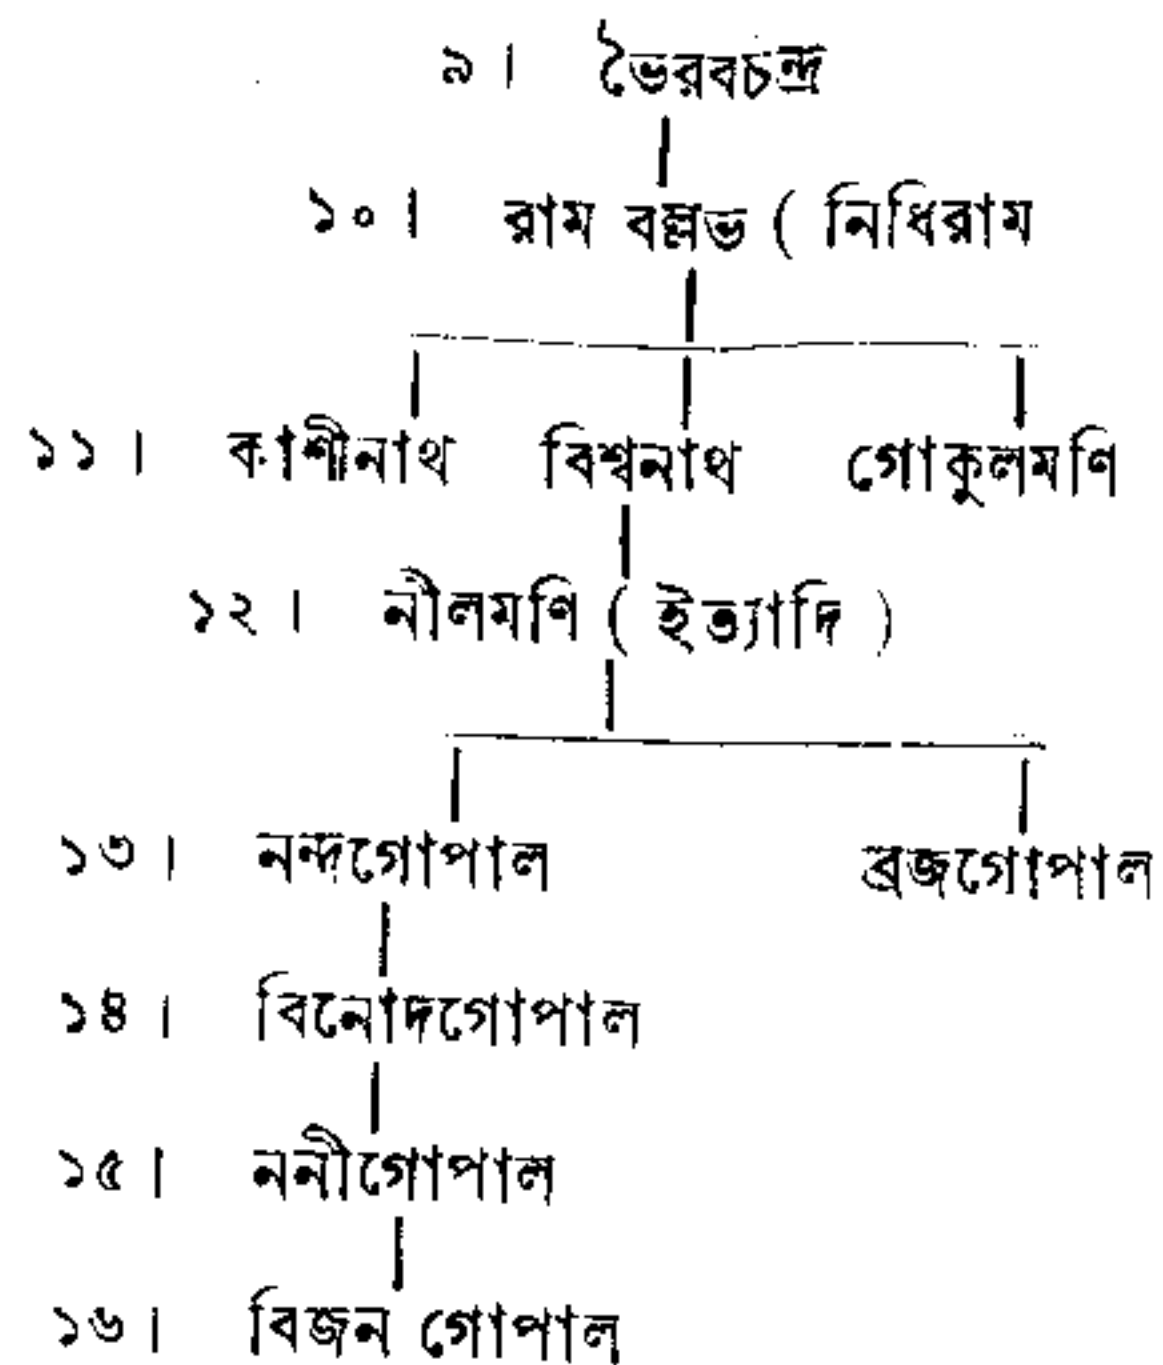 ৯। ভৈরবচন্দ্র
১০। রাম বল্লভ ( নিধিরাম
১১। কাশীনাথ বিশ্বনাথ গোকুলমণি
১২। নীলমণি ( ইত্যাদি )
১৩। নন্দগোপাল ব্রজগোপাল
১৪। বিনোদগোপাল
১৫। ননীগোপাল
১৬। বিজন গোপাল